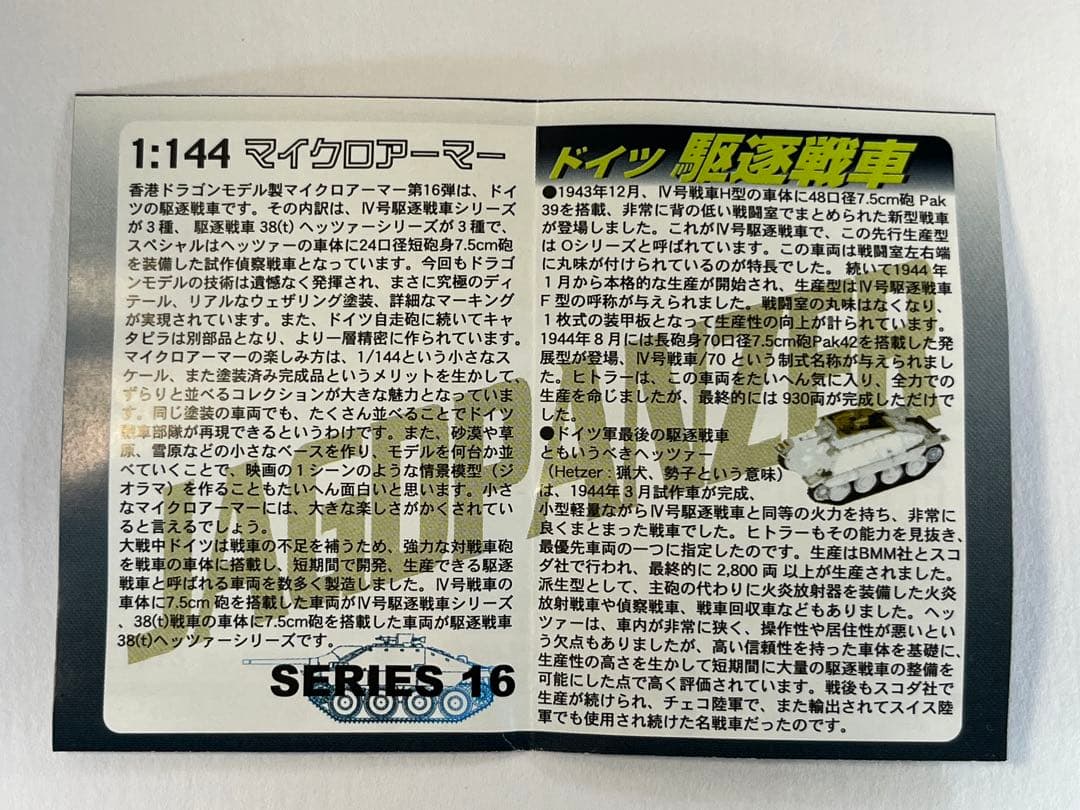 1:144 マイクロアーマー
香港ドラゴンモデル製マイクロアーマー第16弾は、ドイ
ツの駆逐戦車です。その内訳は、Ⅳ号駆逐戦車シリーズ
が3種、駆逐戦車 38(t) ヘッツァーシリーズが3種で、
スペシャルはヘッツァーの車体に24口径短砲身7.5cm砲
を装備した試作偵察戦車となっています。今回もドラゴ
ンモデルの技術は遺憾なく発揮され、まさに究極のディ
テール、リアルなウェザリング塗装、詳細なマーキング
が実現されています。また、ドイツ自走砲に続いてキャ
タピラは別部品となり、より一層精密に作られています。
マイクロアーマーの楽しみ方は、1/144という小さなス
ケール、また塗装済み完成品というメリットを生かして、
ずらりと並べるコレクションが大きな魅力となっていま
す。同じ塗装の車両でも、たくさん並べることでドイツ
戦車部隊が再現できるというわけです。また、砂漠や草
原、雪原などの小さなベースを作り、モデルを何台か並
べていくことで、映画の1シーンのような情景模型（ジ
オラマ）を作ることもたいへん面白いと思います。小さ
なマイクロアーマーには、大きな楽しさがかくされてい
ると言えるでしょう。
大戦中ドイツは戦車の不足を補うため、強力な対戦車砲
を戦車の車体に搭載し、短期間で開発、生産できる駆逐
戦車と呼ばれる車両を数多く製造しました。Ⅳ号戦車の
車体に7.5cm 砲を搭載した車両がⅣ号駆逐戦車シリーズ
、38(t)戦車の車体に7.5cm砲を搭載した車両が駆逐戦車
38(t)ヘッツァーシリーズです。
SERIES 16
JAGDPANZER
ドイツ 駆逐戦車
●1943年12月、Ⅳ号戦車H型の車体に48口径7.5cm砲 Pak
39を搭載、非常に背の低い戦闘室でまとめられた新型戦車
が登場しました。これがⅣ号駆逐戦車で、この先行生産型
は Oシリーズと呼ばれています。この車両は戦闘室左右端
に丸味が付けられているのが特長でした。続いて1944年
1月から本格的な生産が開始され、生産型はⅣ号駆逐戦車
F型の呼称が与えられました。戦闘室の丸味はなくなり、
1枚式の装甲板となって生産性の向上が計られています。
1944年8月には長砲身70口径7.5cm砲Pak42を搭載した発
展型が登場、Ⅳ号戦車/70 という制式名称が与えられまし
た。ヒトラーは、この車両をたいへん気に入り、全力での
生産を命じましたが、最終的には 930両が完成しただけで
した。
●ドイツ軍最後の駆逐戦車
ともいうべきヘッツァー
（Hetzer：猟犬、勢子という意味）
は、1944年3月試作車が完成、
小型軽量ながらⅣ号駆逐戦車と同等の火力を持ち、非常に
良くまとまった戦車でした。ヒトラーもその能力を見抜き、
最優先車両の一つに指定したのです。生産はBMM社とスコ
ダ社で行われ、最終的に 2,800両 以上が生産されました。
派生型として、主砲の代わりに火炎放射器を装備した火炎
放射戦車や偵察戦車、戦車回収車などもありました。ヘッ
ツァーは、車内が非常に狭く、操作性や居住性が悪いとい
う欠点もありましたが、高い信頼性を持った車体を基礎に、
生産性の高さを生かして短期間に大量の駆逐戦車の整備を
可能にした点で高く評価されています。戦後もスコダ社で
生産が続けられ、チェコ陸軍で、また輸出されてスイス陸
軍でも使用され続けた名戦車だったのです。